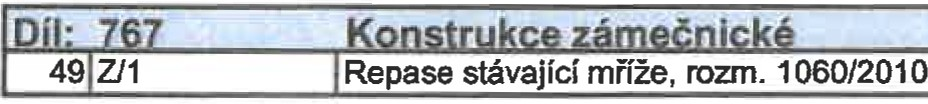 Díl: 767 Konstrukce zámečnické
49 Z/1 Repase stávající mříže, rozm. 1060/2010